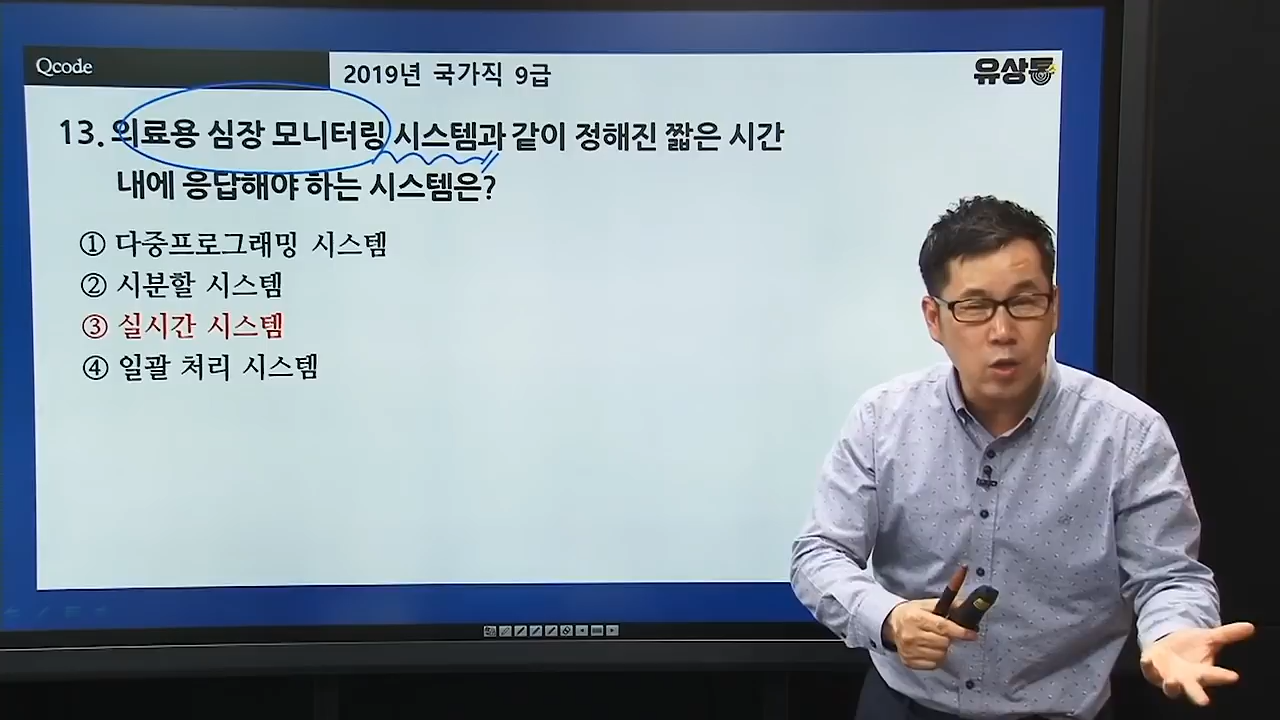 Qcode
2019년 국가직 9급
유상통
13. 의료용 심장 모니터링 시스템과 같이 정해진 짧은 시간
내에 응답해야 하는 시스템은?
① 다중프로그래밍 시스템
② 시분할 시스템
③ 실시간 시스템
④ 일괄 처리 시스템